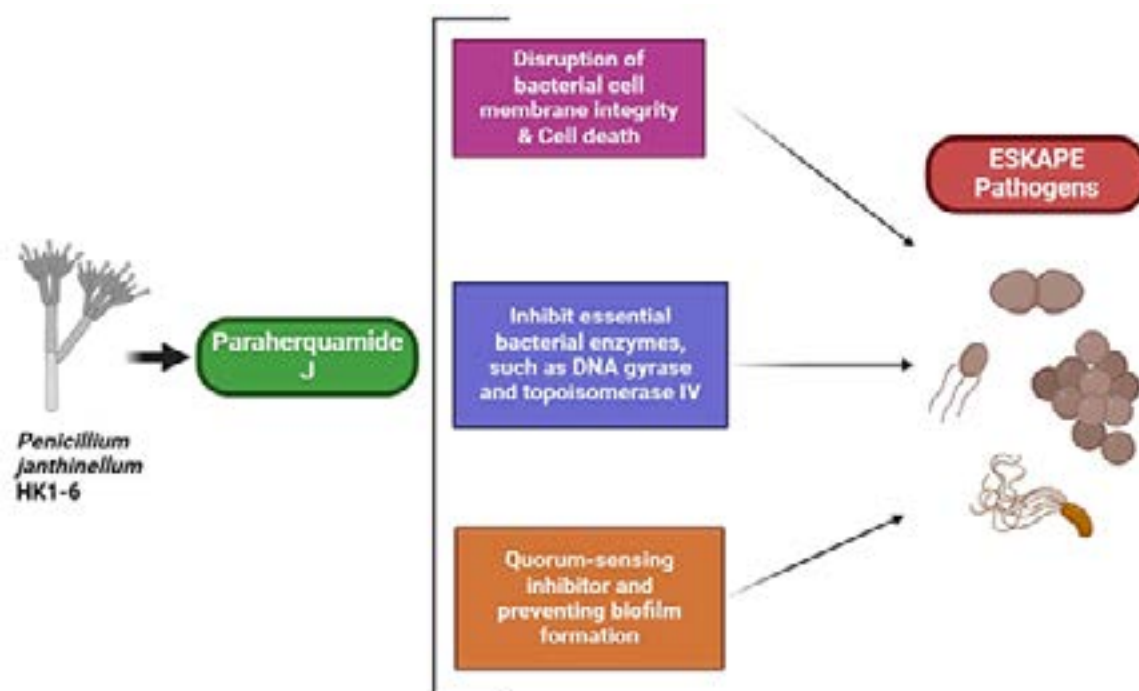 Disruption of
bacterial cell
membrane integrity
& Cell death
ESKAPE
Pathogens
Inhibit essential
bacterial enzymes,
such as DNA gyrase
and topoisomerase IV
Paraherquamide
J
Penicillium
janthinellum
HK1-6
Quorum-sensing
inhibitor and
preventing biofilm
formation